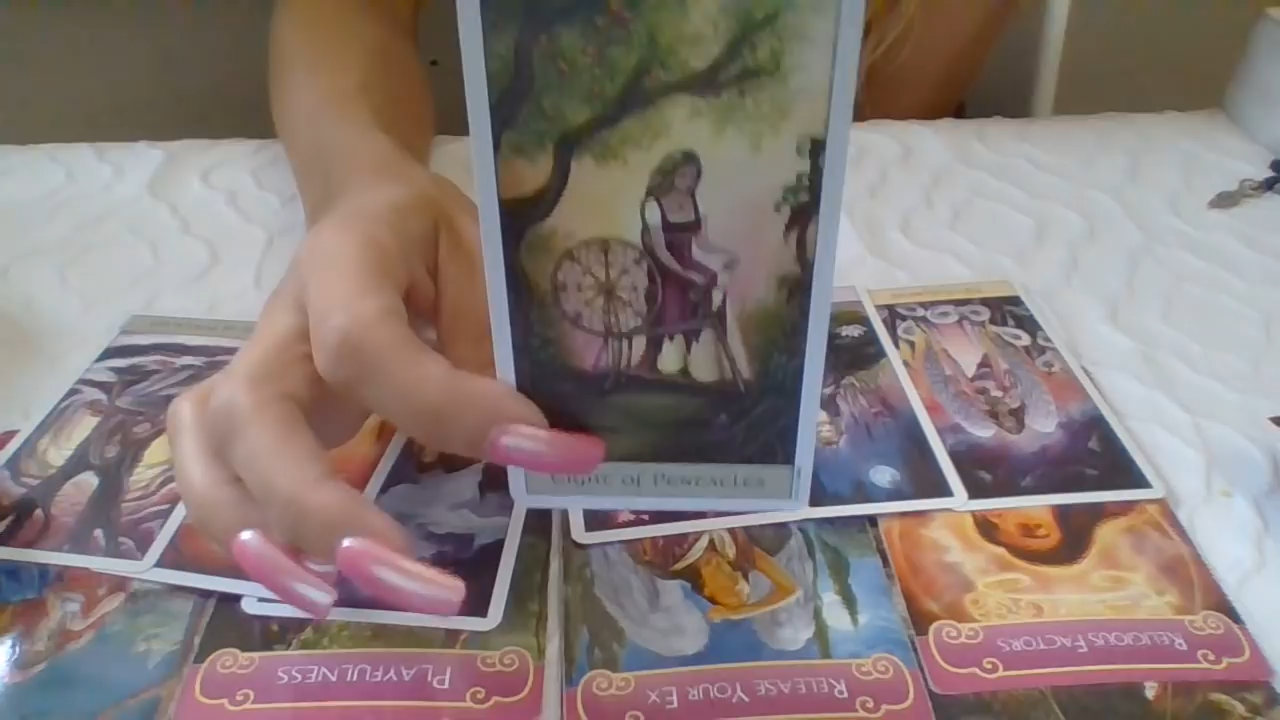 Eight of Pentacles
Religious Factors
Playfulness
Release Your Ex